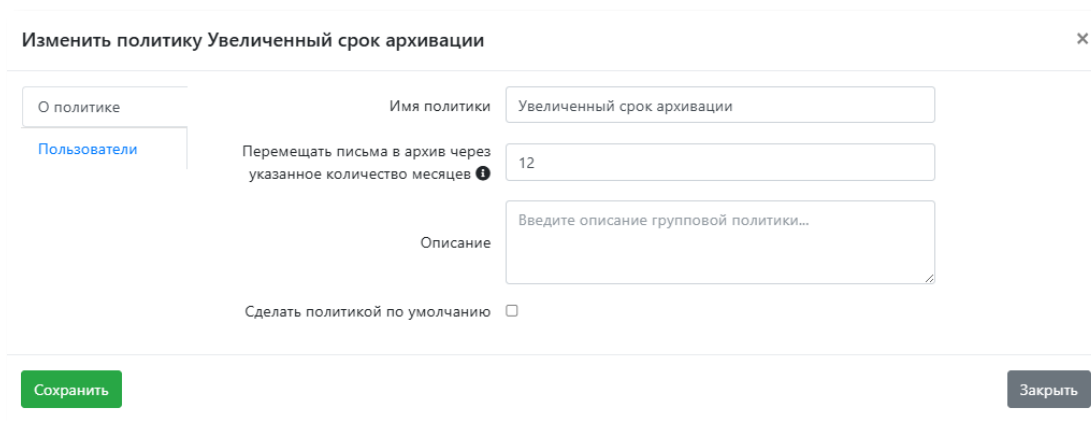 Изменить политику Увеличенный срок архивации
×
О политике
Пользователи
Имя политики
Увеличенный срок архивации
Перемещать письма в архив через
указанное количество месяцев
12
Описание
Введите описание групповой политики...
Сделать политикой по умолчанию
Сохранить
Закрыть